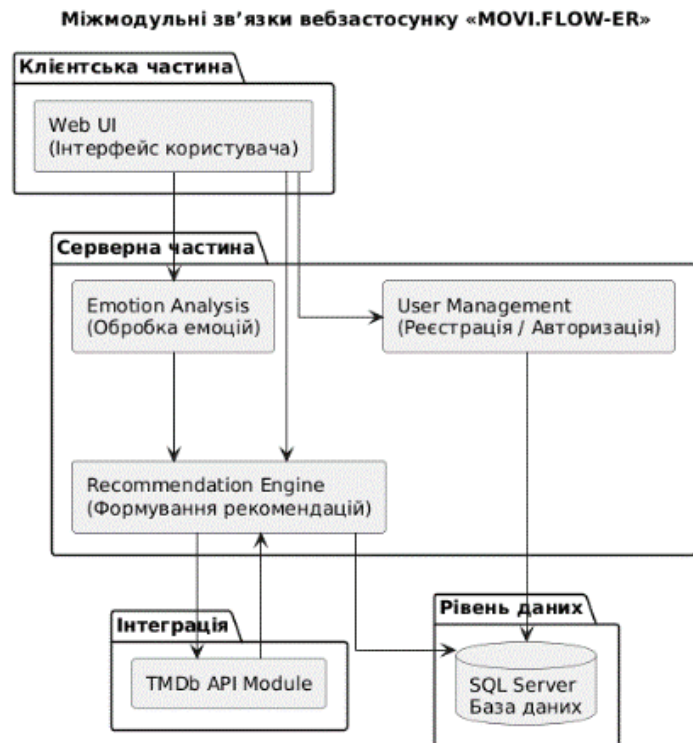 Міжмодульні зв’язки вебзастосунку «MOVI.FLOW-ER»
Клієнтська частина
Web UI
(Інтерфейс користувача)
Серверна частина
Emotion Analysis
(Обробка емоцій)
User Management
(Реєстрація / Авторизація)
Recommendation Engine
(Формування рекомендацій)
Інтеграція
TMDb API Module
Рівень даних
SQL Server
База даних